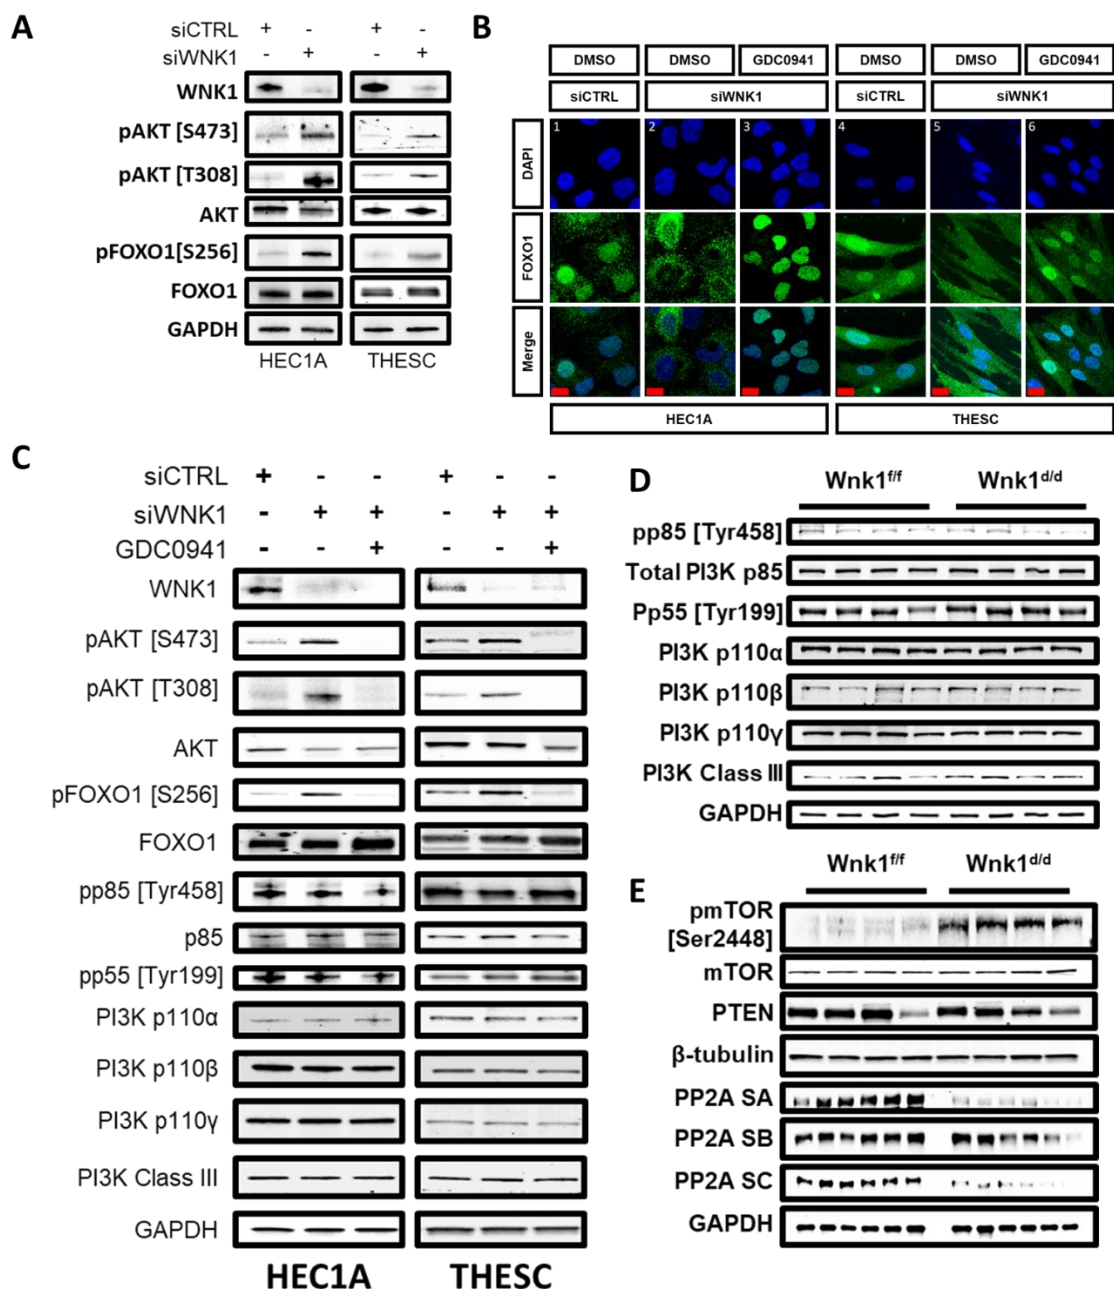 A
siCTRL + - + -
siWNK1 - + - +
WNK1
pAKT [S473]
pAKT [T308]
AKT
pFOXO1[S256]
FOXO1
GAPDH
HEC1A THESC
B
DMSO DMSO GDC0941 DMSO DMSO GDC0941
siCTRL siWNK1 siCTRL siWNK1
DAPI
1 2 3 4 5 6
FOXO1
Merge
HEC1A THESC
C
siCTRL + - - + - -
siWNK1 - + + - + +
GDC0941 - - + - - +
WNK1
pAKT [S473]
pAKT [T308]
AKT
pFOXO1 [S256]
FOXO1
pp85 [Tyr458]
p85
pp55 [Tyr199]
PI3K p110α
PI3K p110β
PI3K p110γ
PI3K Class III
GAPDH
HEC1A THESC
D
Wnk1f/f Wnk1d/d
pp85 [Tyr458]
Total PI3K p85
Pp55 [Tyr199]
PI3K p110α
PI3K p110β
PI3K p110γ
PI3K Class III
GAPDH
E
Wnk1f/f Wnk1d/d
pmTOR
[Ser2448]
mTOR
PTEN
β-tubulin
PP2A SA
PP2A SB
PP2A SC
GAPDH